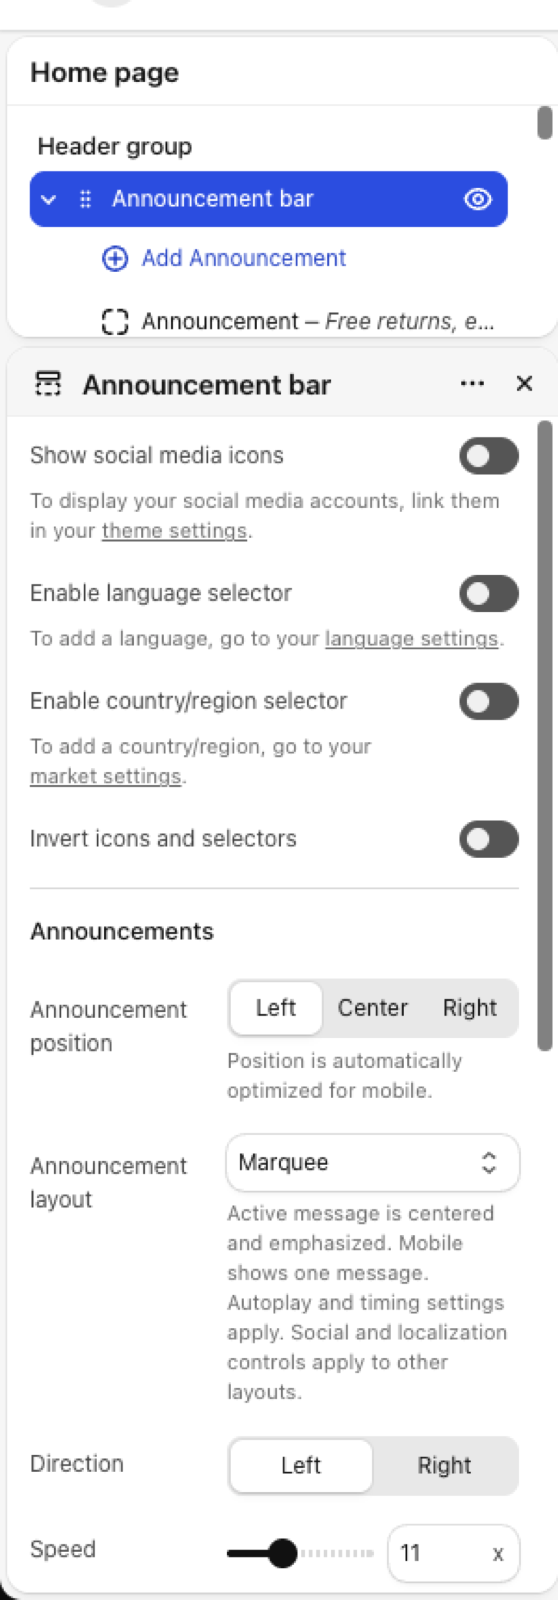 Home page
Header group
Announcement bar
Add Announcement
Announcement – Free returns, e...
Announcement bar
Show social media icons
To display your social media accounts, link them
in your theme settings.
Enable language selector
To add a language, go to your language settings.
Enable country/region selector
To add a country/region, go to your
market settings.
Invert icons and selectors
Announcements
Announcement
position
Left Center Right
Position is automatically
optimized for mobile.
Announcement
layout
Marquee
Active message is centered
and emphasized. Mobile
shows one message.
Autoplay and timing settings
apply. Social and localization
controls apply to other
layouts.
Direction
Left Right
Speed
11 x